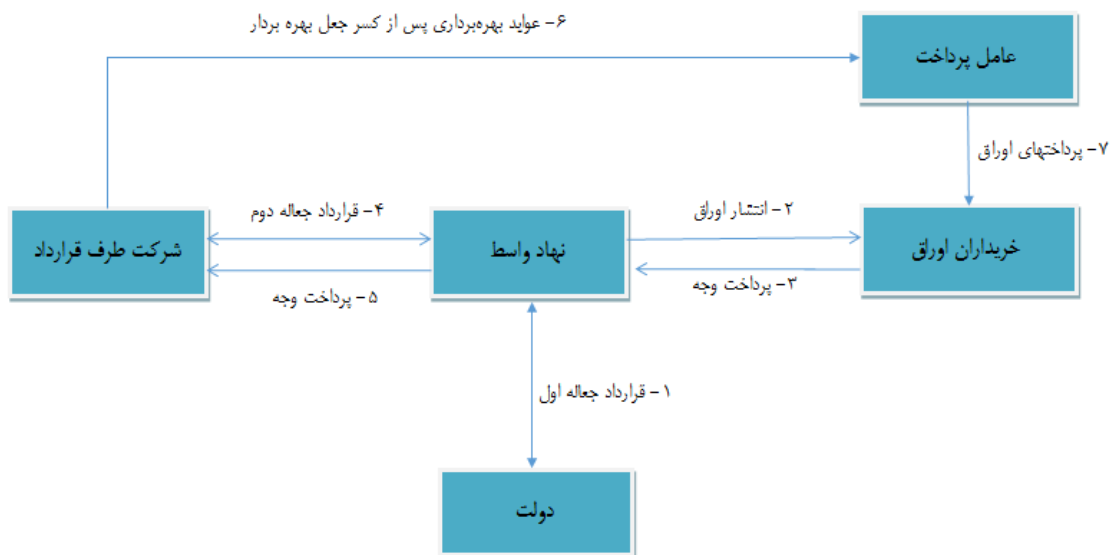 ۶- عواید بهره‌برداری پس از کسر جعل بهره بردار
عامل پرداخت
۷- پرداختهای اوراق
شرکت طرف قرارداد
۴- قرارداد جعاله دوم
نهاد واسط
۲- انتشار اوراق
خریداران اوراق
۵- پرداخت وجه
۳- پرداخت وجه
۱- قرارداد جعاله اول
دولت